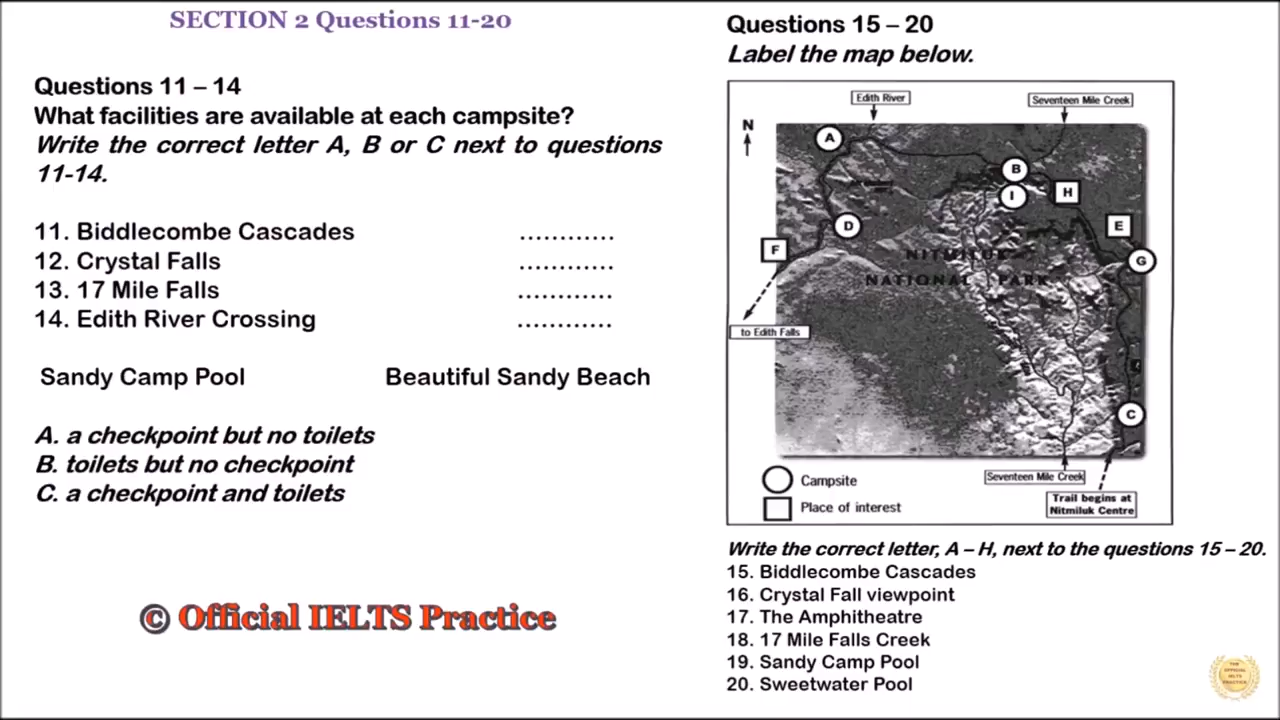 SECTION 2 Questions 11-20
Questions 11 – 14
What facilities are available at each campsite?
Write the correct letter A, B or C next to questions
11-14.
11. Biddlecombe Cascades ............
12. Crystal Falls ............
13. 17 Mile Falls ............
14. Edith River Crossing ............
Sandy Camp Pool Beautiful Sandy Beach
A. a checkpoint but no toilets
B. toilets but no checkpoint
C. a checkpoint and toilets
© Official IELTS Practice
Questions 15 – 20
Label the map below.
Edith River
Seventeen Mile Creek
N
A
B
I
H
D
E
F
G
NITMILUK
NATIONAL PARK
to Edith Falls
C
Seventeen Mile Creek
Campsite
Trail begins at
Nitmiluk Centre
Place of interest
Write the correct letter, A – H, next to the questions 15 – 20.
15. Biddlecombe Cascades
16. Crystal Fall viewpoint
17. The Amphitheatre
18. 17 Mile Falls Creek
19. Sandy Camp Pool
20. Sweetwater Pool
THE
OFFICIAL
IELTS
PRACTICE